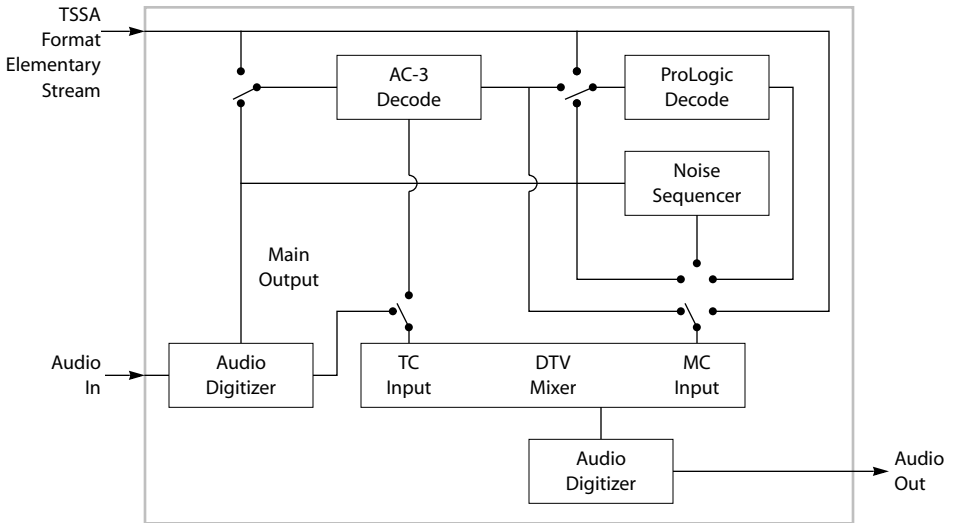 TSSA
Format
Elementary
Stream
AC-3
Decode
ProLogic
Decode
Noise
Sequencer
Main
Output
Audio
In
Audio
Digitizer
TC
Input
DTV
Mixer
MC
Input
Audio
Digitizer
Audio
Out